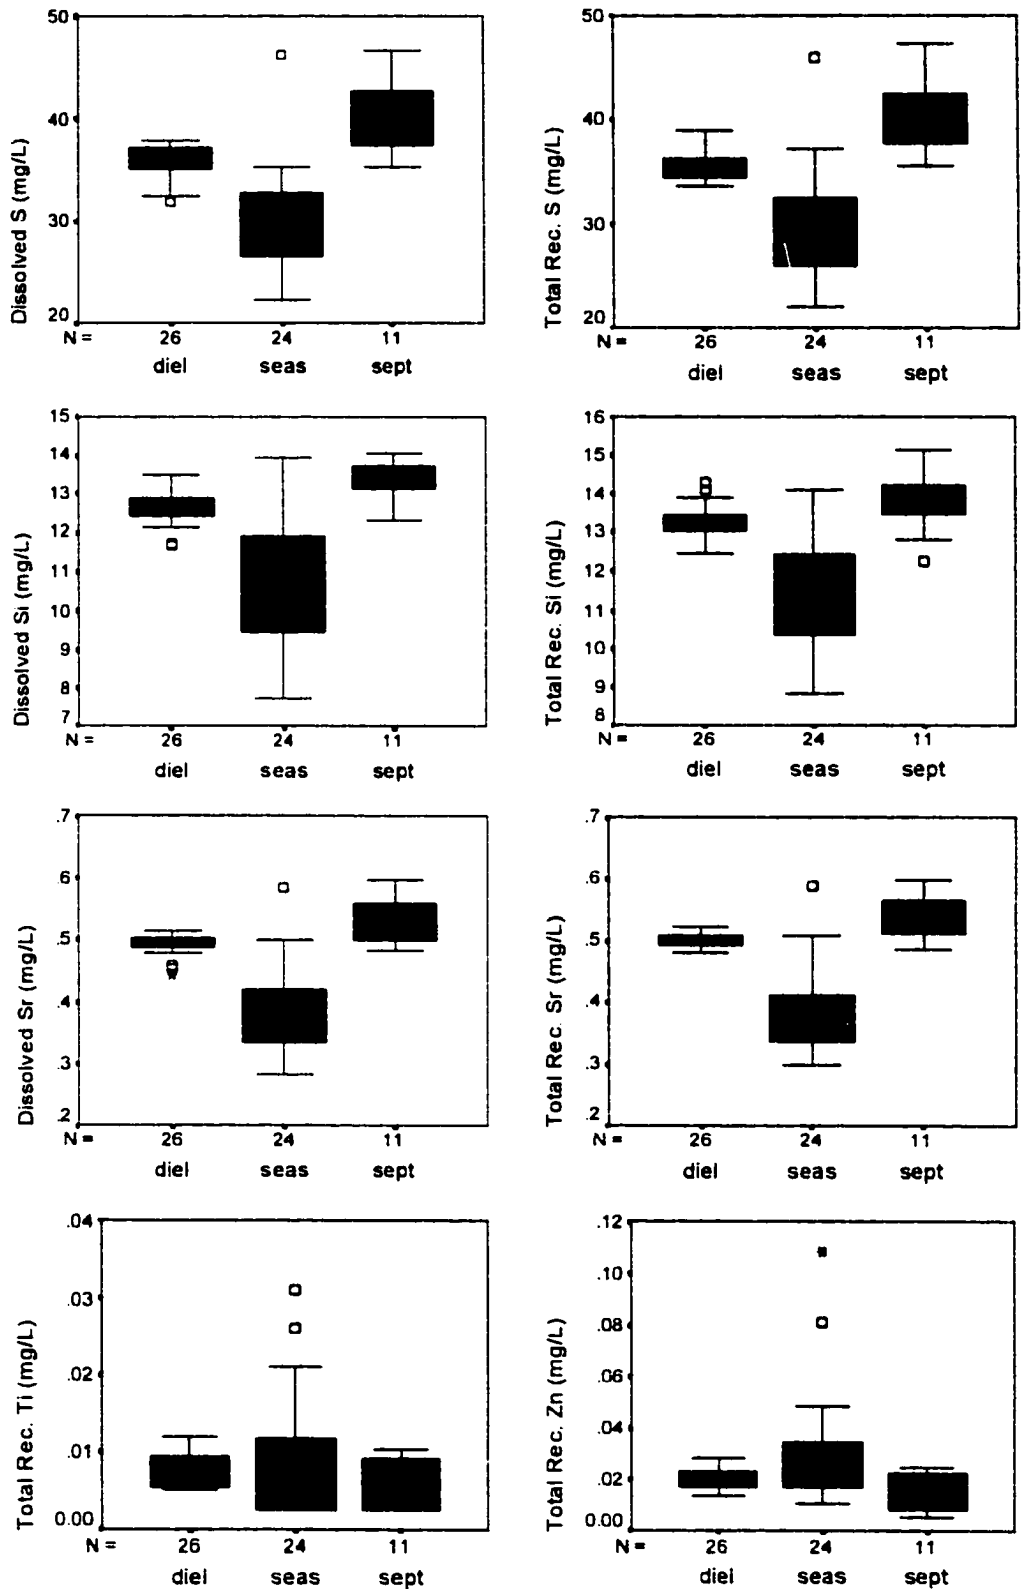 Dissolved S (mg/L)
50
40
30
20
N =
26
24
11
diel
seas
sept
Total Rec. S (mg/L)
50
40
30
20
N =
26
24
11
diel
seas
sept
Dissolved Si (mg/L)
15
14
13
12
11
10
9
8
7
N =
26
24
11
diel
seas
sept
Total Rec. Si (mg/L)
16
15
14
13
12
11
10
9
8
N =
26
24
11
diel
seas
sept
Dissolved Sr (mg/L)
.7
.6
.5
.4
.3
.2
N =
26
24
11
diel
seas
sept
Total Rec. Sr (mg/L)
.7
.6
.5
.4
.3
.2
N =
26
24
11
diel
seas
sept
Total Rec. Ti (mg/L)
.04
.03
.02
.01
0.00
N =
26
24
11
diel
seas
sept
Total Rec. Zn (mg/L)
.12
.10
.08
.06
.04
.02
0.00
N =
26
24
11
diel
seas
sept